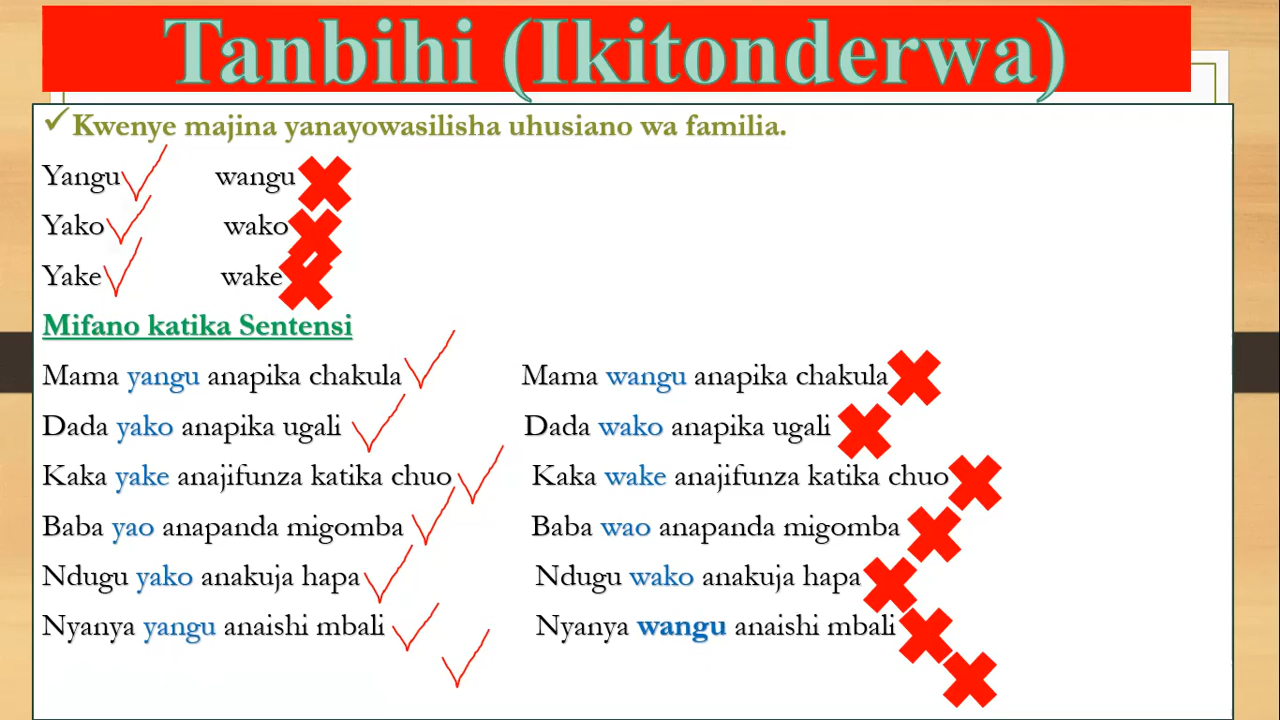 Tanbihi (Ikitonderwa)
Kwenye majina yanayowasilisha uhusiano wa familia.
Yangu wangu
Yako wako
Yake wake
Mifano katika Sentensi
Mama yangu anapika chakula Mama wangu anapika chakula
Dada yako anapika ugali Dada wako anapika ugali
Kaka yake anajifunza katika chuo Kaka wake anajifunza katika chuo
Baba yao anapanda migomba Baba wao anapanda migomba
Ndugu yako anakuja hapa Ndugu wako anakuja hapa
Nyanya yangu anaishi mbali Nyanya wangu anaishi mbali